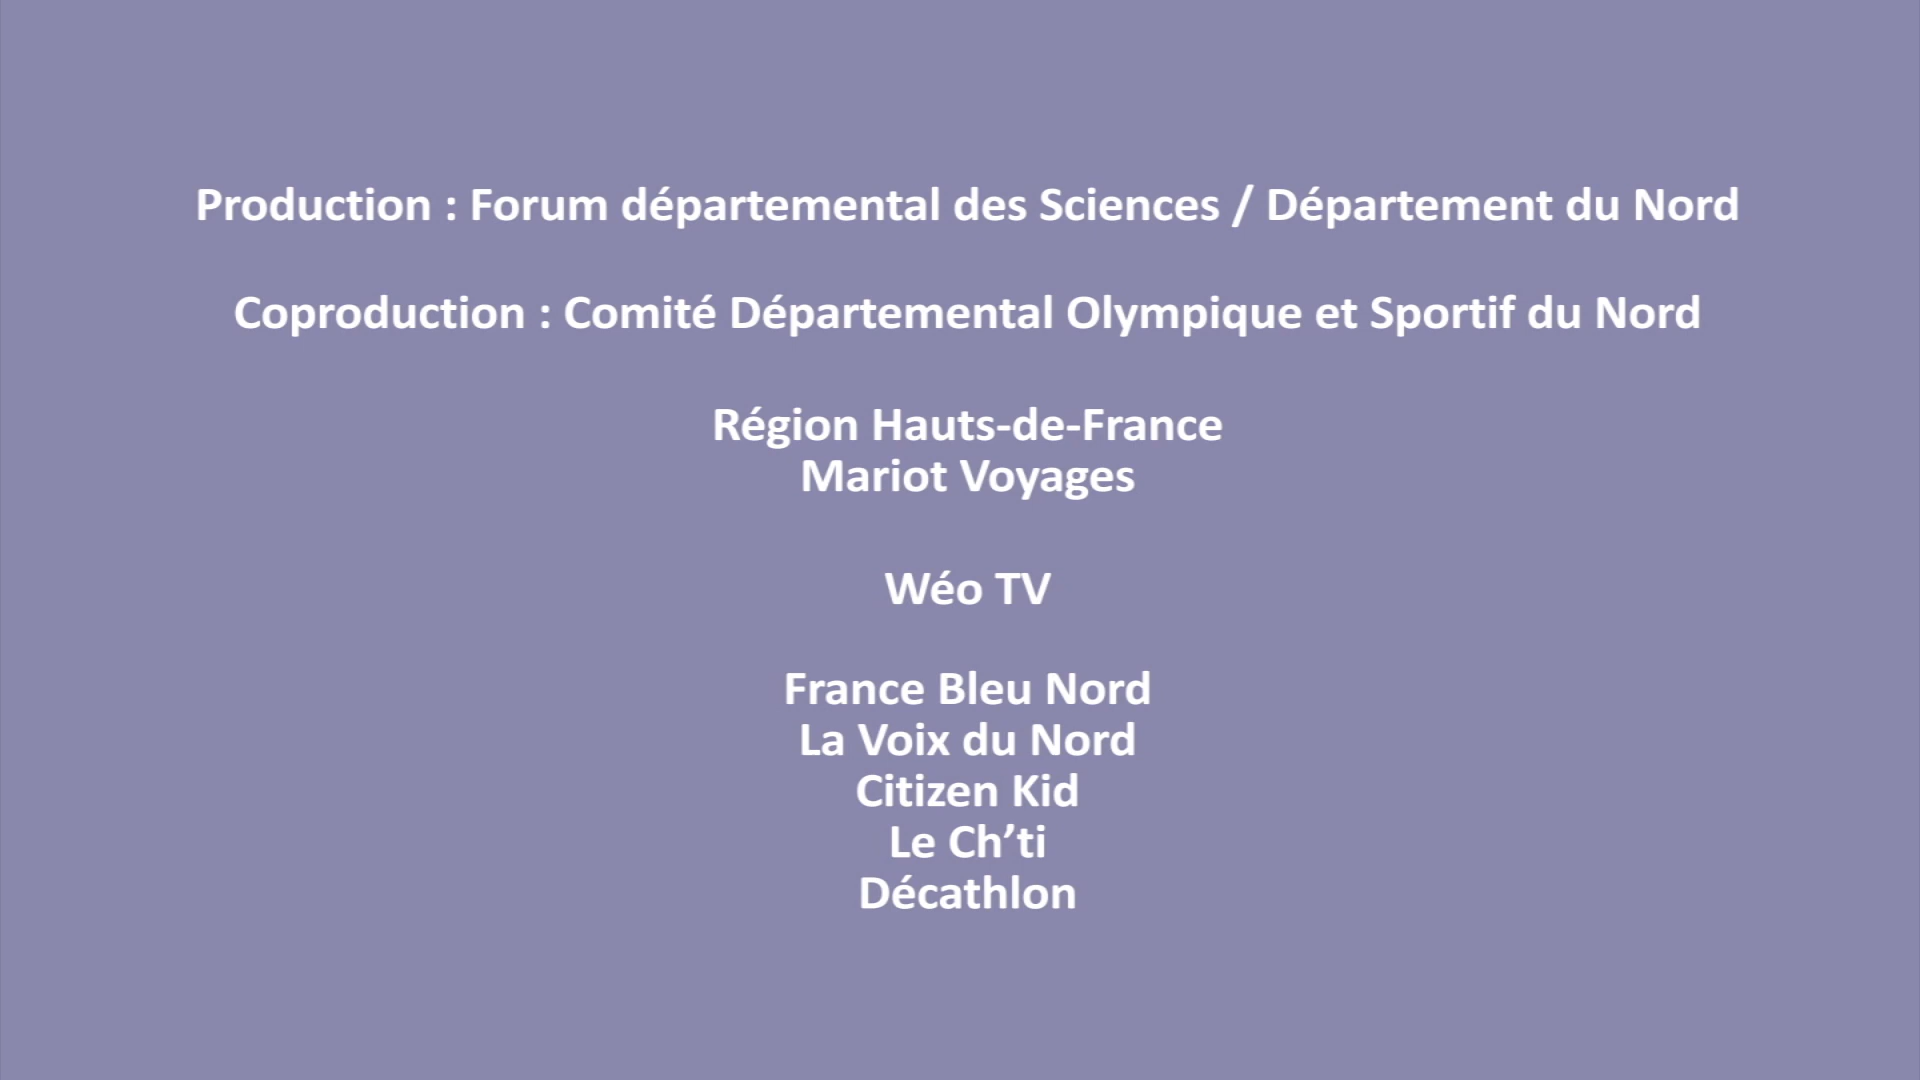 Production : Forum départemental des Sciences / Département du Nord
Coproduction : Comité Départemental Olympique et Sportif du Nord
Région Hauts-de-France
Mariot Voyages
Wéo TV
France Bleu Nord
La Voix du Nord
Citizen Kid
Le Ch’ti
Décathlon